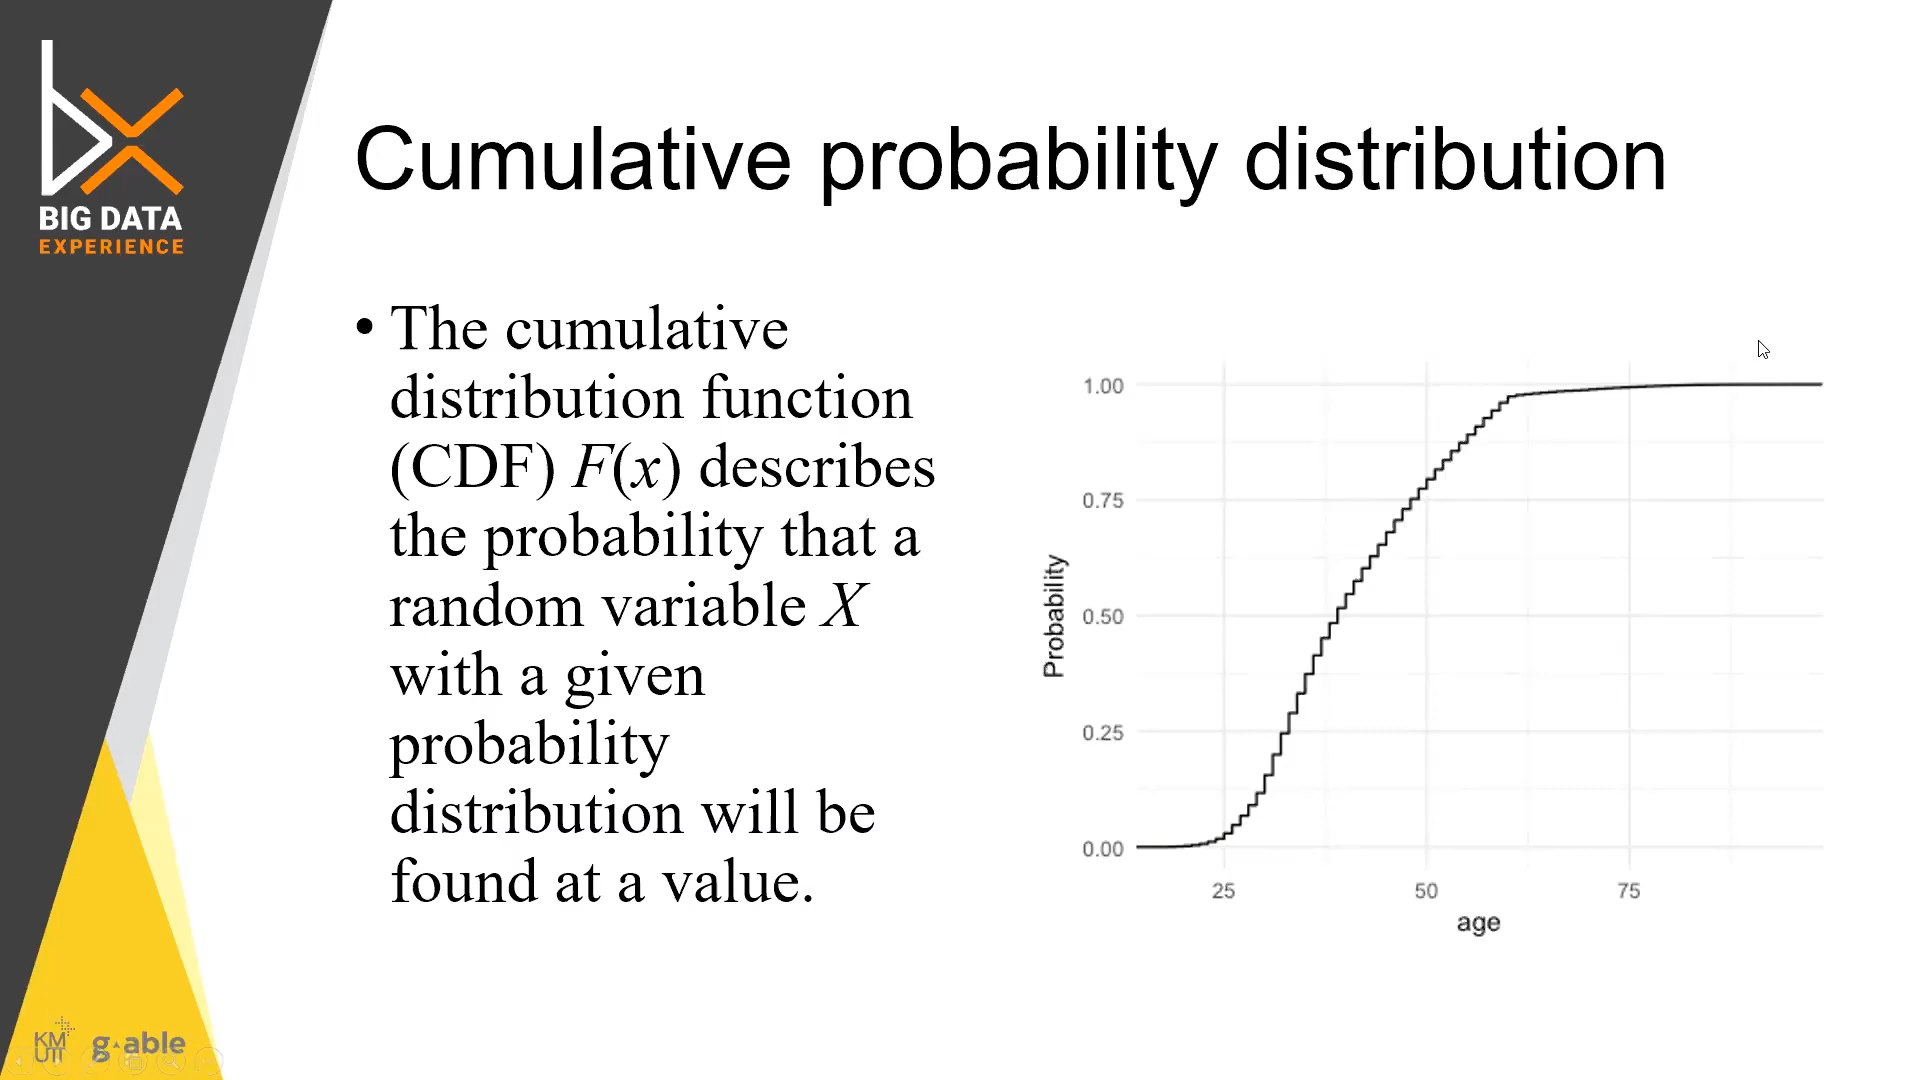 BIG DATA
EXPERIENCE
Cumulative probability distribution
• The cumulative
distribution function
(CDF) F(x) describes
the probability that a
random variable X
with a given
probability
distribution will be
found at a value.
1.00
0.75
0.50
0.25
0.00
Probability
25 50 75
age
KM
UTT
g·able